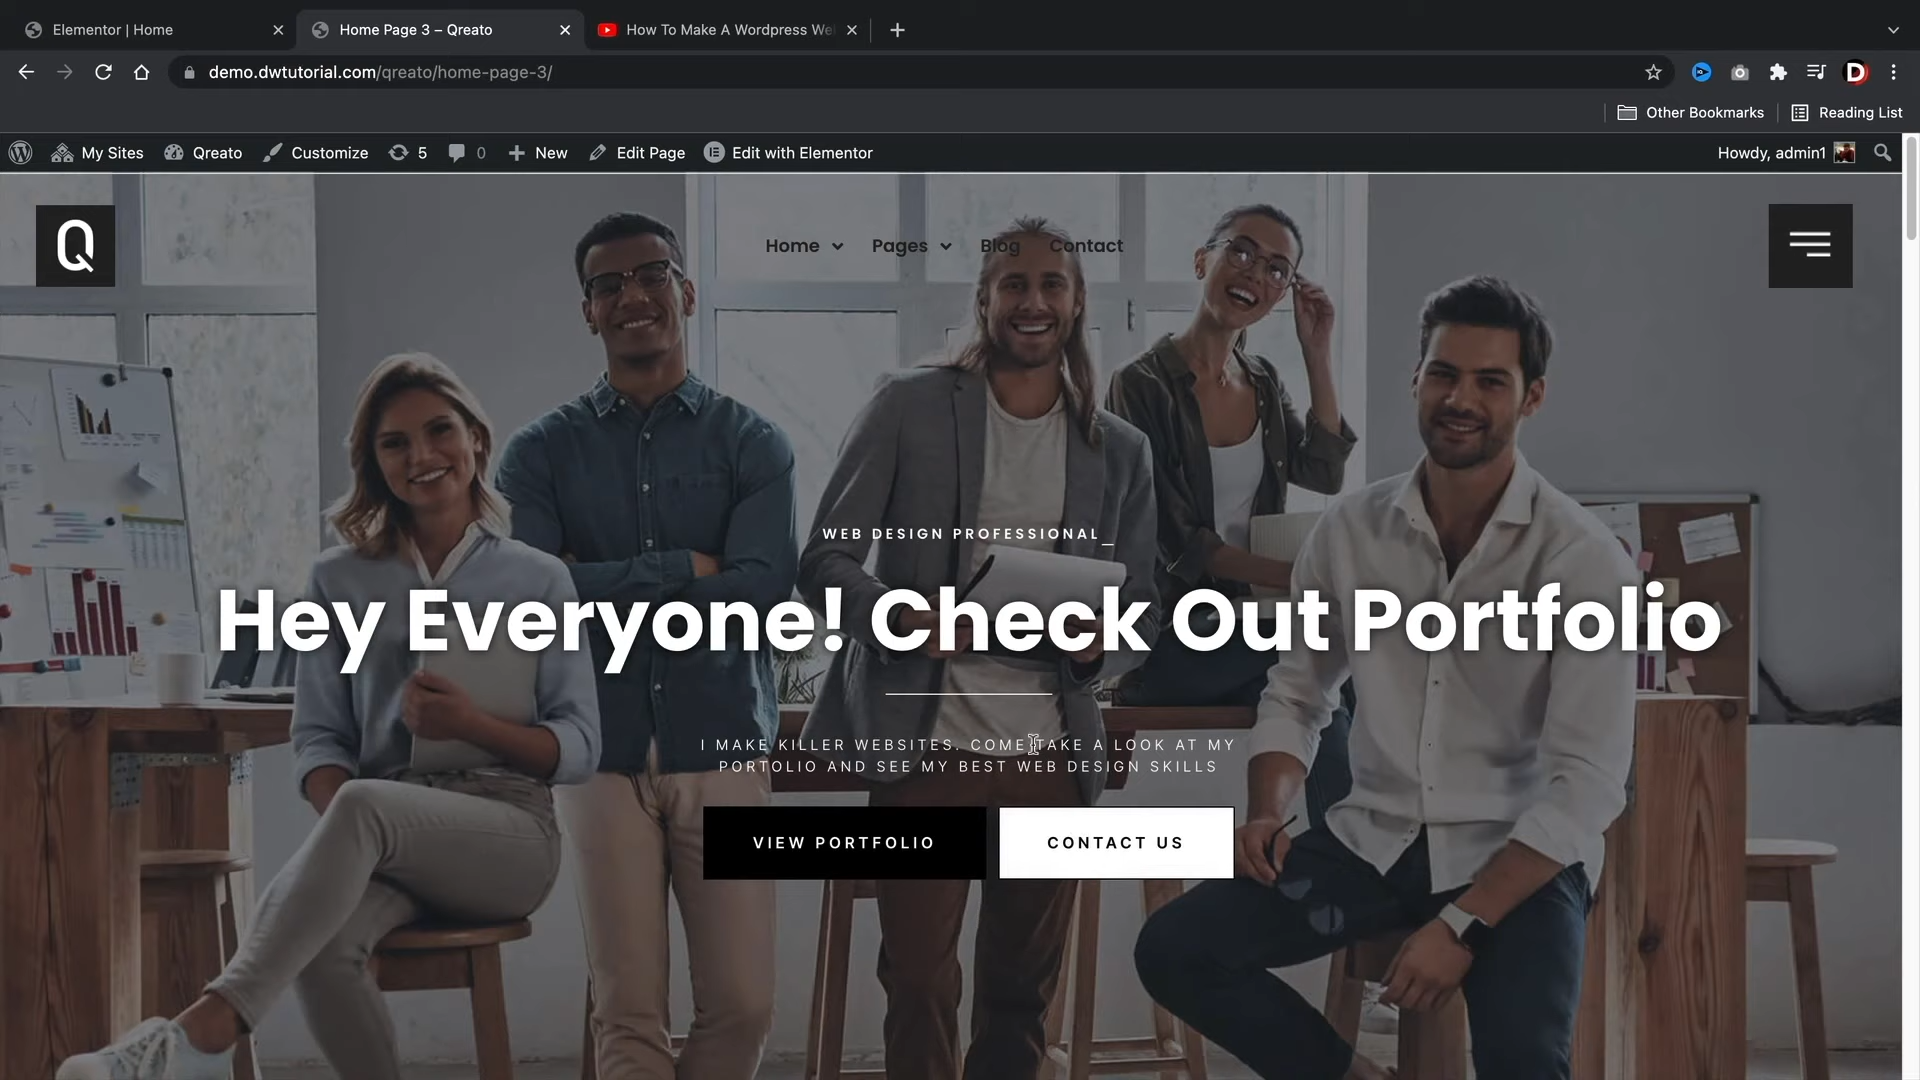 Elementor | Home
Home Page 3 – Qreato
How To Make A Wordpress We
demo.dwtutorial.com/qreato/home-page-3/
Other Bookmarks
Reading List
My Sites
Qreato
Customize
5
0
New
Edit Page
Edit with Elementor
Howdy, admin1
Q
Home
Pages
Blog
Contact
WEB DESIGN PROFESSIONAL_
Hey Everyone! Check Out Portfolio
I MAKE KILLER WEBSITES. COME TAKE A LOOK AT MY
PORTOLIO AND SEE MY BEST WEB DESIGN SKILLS
VIEW PORTFOLIO
CONTACT US